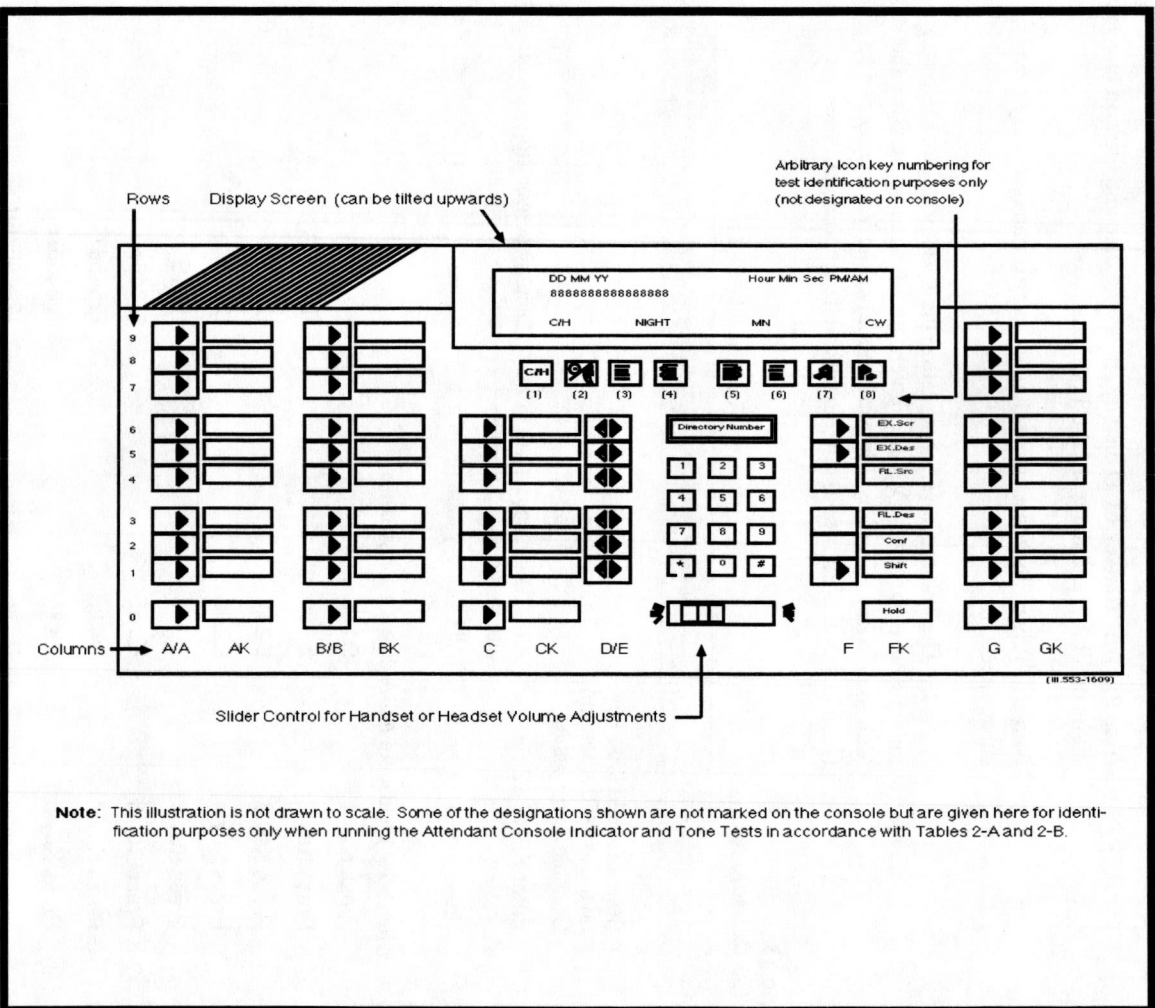 Arbitrary Icon key numbering for
test identification purposes only
(not designated on console)
Rows
Display Screen (can be tilted upwards)
DD MM YY
Hour Min Sec PM/AM
8888888888888888
C/H NIGHT MN CW
C/H
(1) (2) (3) (4) (5) (6) (7) (8)
9
8
7
6
5
4
3
2
1
0
Directory Number
1 2 3
4 5 6
7 8 9
* 0 #
EX.Scr
EX.Des
RL.Src
RL.Des
Conf
Shift
Hold
Columns
A/A AK B/B BK C CK D/E F FK G GK
(Ill.553-1609)
Slider Control for Handset or Headset Volume Adjustments
Note: This illustration is not drawn to scale. Some of the designations shown are not marked on the console but are given here for identi-
fication purposes only when running the Attendant Console Indicator and Tone Tests in accordance with Tables 2-A and 2-B.